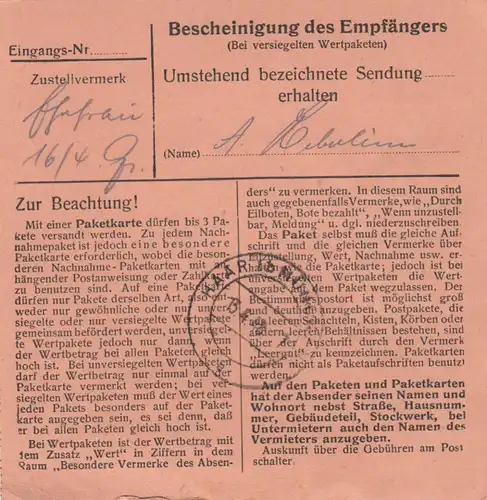 Bescheinigung des Empfängers
(Bei versiegelten Wertpaketen)
Eingangs-Nr.
Zustellvermerk
Umstehend bezeichnete Sendung
erhalten
Ehefrau
16/4 Gr.
(Name) A.
Zur Beachtung!
Mit einer Paketkarte dürfen bis 3 Pa-
kete versandt werden. Zu jedem Nach-
nahmepaket ist jedoch eine besondere
Paketkarte erforderlich, wobei die beson-
deren Nachnahme-Paketkarten mit an-
hängender Postanweisung oder Zahlk
zu benutzen sind. Auf eine Paketk
dürfen nur Pakete derselben Art, also ent-
weder nur gewöhnliche oder nur unver-
siegelte oder nur versiegelte Wertpakete
gemeinsam befördert werden, unversie
te Wertpakete jedoch nur dann, wenn
der Wertbetrag bei allen Paketen gleich
hoch ist. Bei unversiegelten Wertpaketen
darf der Wertbetrag nur einmal auf der
Paketkarte vermerkt werden; bei ver-
siegelten Wertpaketen muß der Wert eines
jeden Pakets besonders auf der Paket-
karte angegeben sein, es sei denn, daß
er bei allen Paketen gleich hoch ist.
Bei Wertpaketen ist der Wertbetrag mit
dem Zusatz „Wert" in Ziffern in dem
Raum „Besondere Vermerke des Absen-
ders" zu vermerken. In diesem Raum sind
auch gegebenenfalls Vermerke, wie „Durch
Eilboten, Bote bezahlt", „Wenn unzustell-
bar, Meldung" u. dgl. niederzuschreiben.
Das Paket selbst muß die gleiche Auf-
schrift und die gleichen Vermerke über
stellung, Wert, Nachnahme usw. er-
die Paketkarte; jedoch ist bei
unversiegelten Wertpaketen die Wert-
angabe dem Paket wegzulassen. Der
Bestimmungspostort ist möglichst groß
deutl anzugeben. Postpakete, die
leeren Schachteln, Kisten, Körben oder
anderen leeren Behältnissen bestehen, sind
über Aufschrift durch den Vermerk
„Leergut" zu kennzeichnen. Paketkarten
dürfen nicht als Paketaufschriften benutzt
werden.
Auf den Paketen und Paketkarten
hat der Absender seinen Namen und
Wohnort nebst Straße, Hausnum-
mer, Gebäudeteil, Stockwerk, bei
Untermietern auch den Namen des
Vermieters anzugeben.
Auskunft über die Gebühren am Post
schalter.